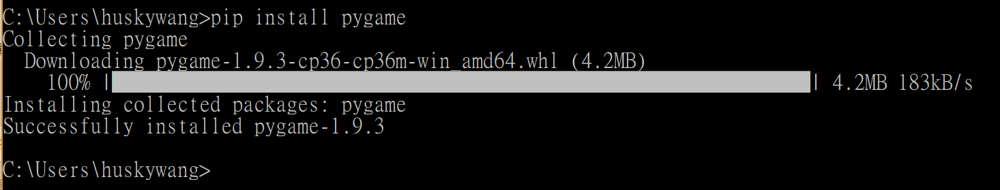 C:\Users\huskywang>pip install pygame
Collecting pygame
  Downloading pygame-1.9.3-cp36-cp36m-win_amd64.whl (4.2MB)
    100% |████████████████████████████████| 4.2MB 183kB/s
Installing collected packages: pygame
Successfully installed pygame-1.9.3
C:\Users\huskywang>